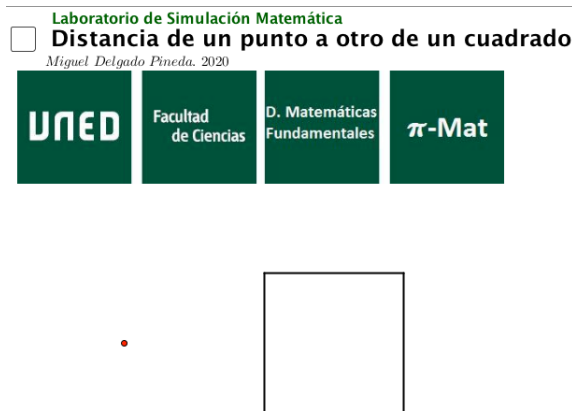 Laboratorio de Simulación Matemática
Distancia de un punto a otro de un cuadrado
Miguel Delgado Pineda. 2020
UNED
Facultad
de Ciencias
D. Matemáticas
Fundamentales
π-Mat